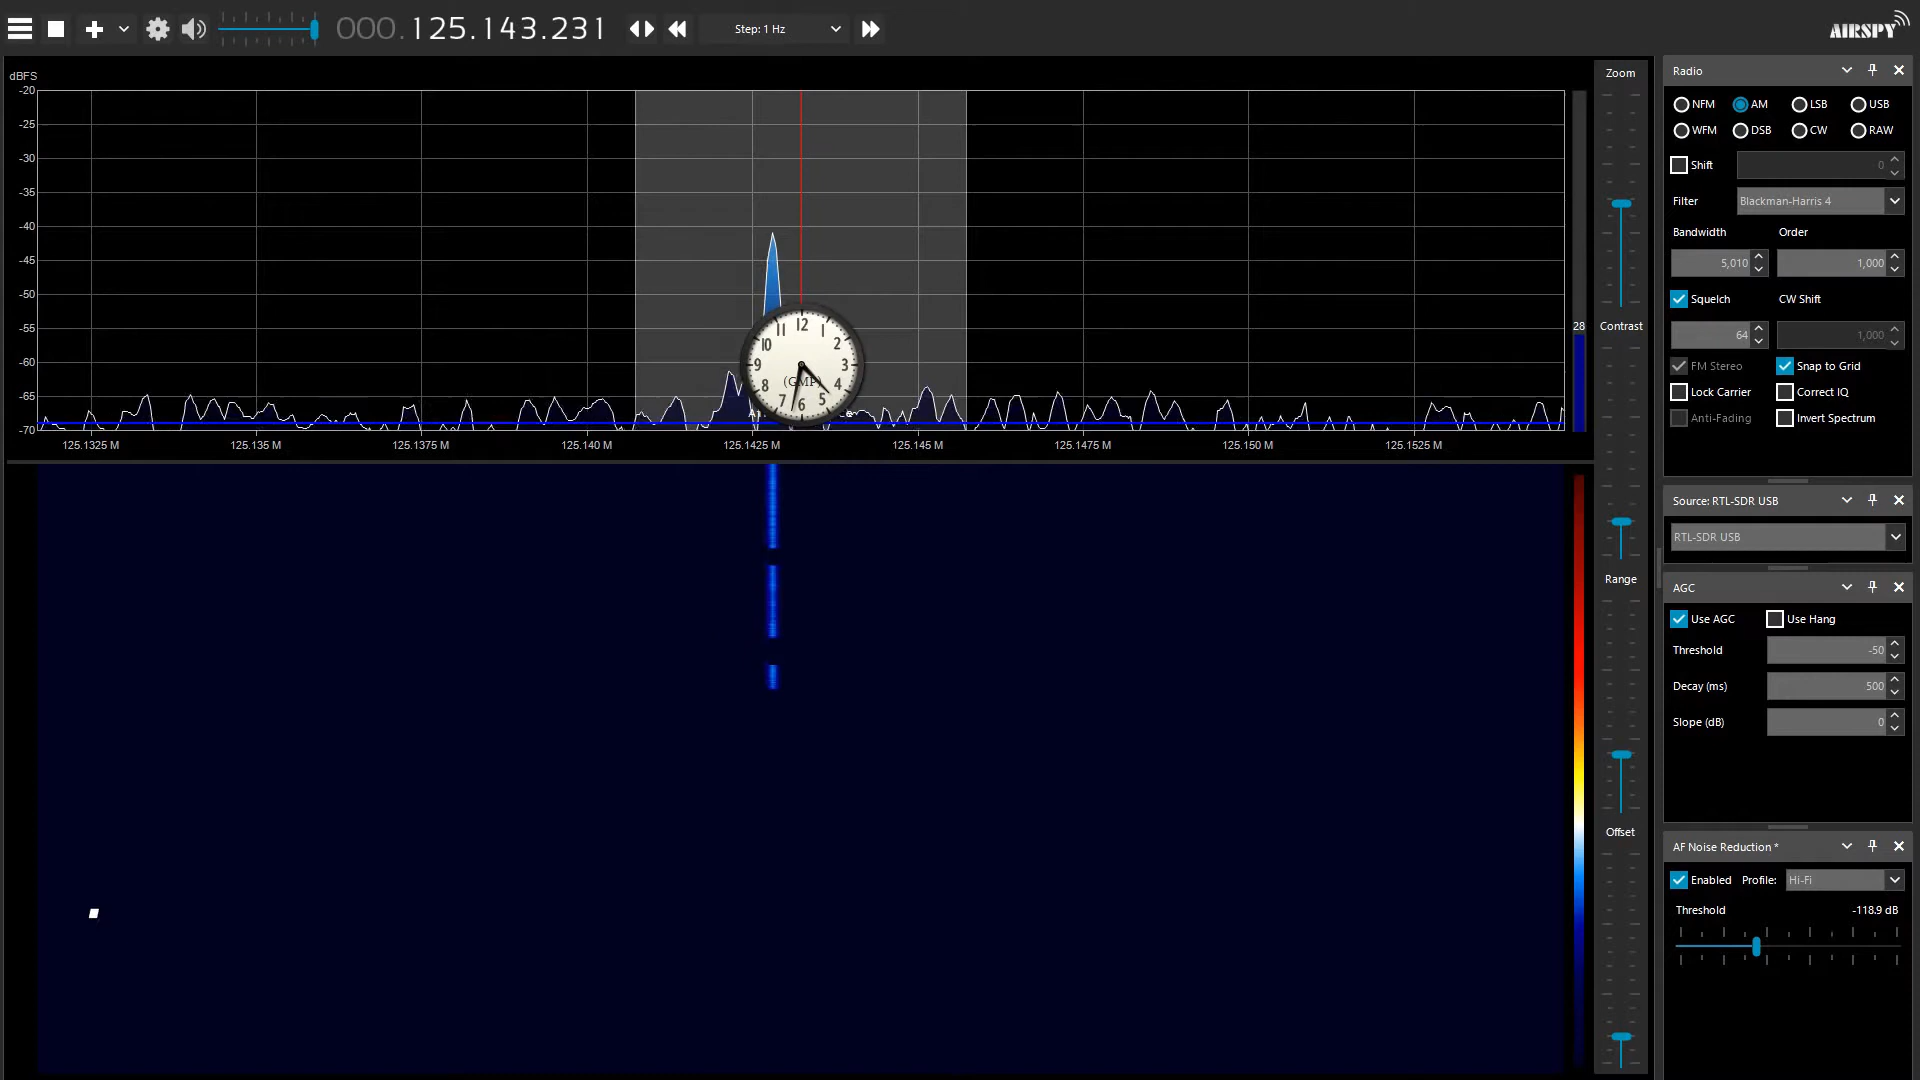 000.125.143.231
Step: 1 Hz
AIRSPY
dBFS
-20
-25
-30
-35
-40
-45
-50
-55
-60
-65
-70
125.1325 M
125.135 M
125.1375 M
125.140 M
125.1425 M
125.145 M
125.1475 M
125.150 M
125.1525 M
12
1
2
3
4
5
6
7
8
9
10
11
(GMP)
28
Zoom
Contrast
Range
Offset
Radio
NFM AM LSB USB
WFM DSB CW RAW
Shift 0
Filter Blackman-Harris 4
Bandwidth Order
5,010 1,000
Squelch CW Shift
64 1,000
FM Stereo Snap to Grid
Lock Carrier Correct IQ
Anti-Fading Invert Spectrum
Source: RTL-SDR USB
RTL-SDR USB
AGC
Use AGC Use Hang
Threshold -50
Decay (ms) 500
Slope (dB) 0
AF Noise Reduction *
Enabled Profile: Hi-Fi
Threshold -118.9 dB